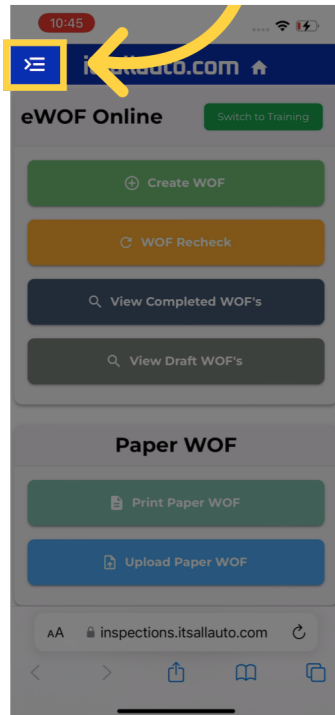 10:45
itsallauto.com
eWOF Online
Switch to Training
Create WOF
WOF Recheck
View Completed WOF's
View Draft WOF's
Paper WOF
Print Paper WOF
Upload Paper WOF
AA
inspections.itsallauto.com